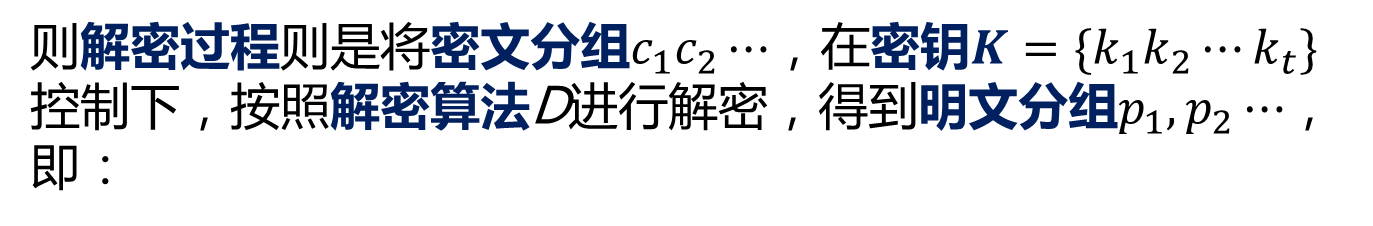 则解密过程则是将密文分组c₁c₂ ⋯，在密钥K = {k₁k₂ ⋯ kₜ}
控制下，按照解密算法D进行解密，得到明文分组p₁, p₂ ⋯，
即：